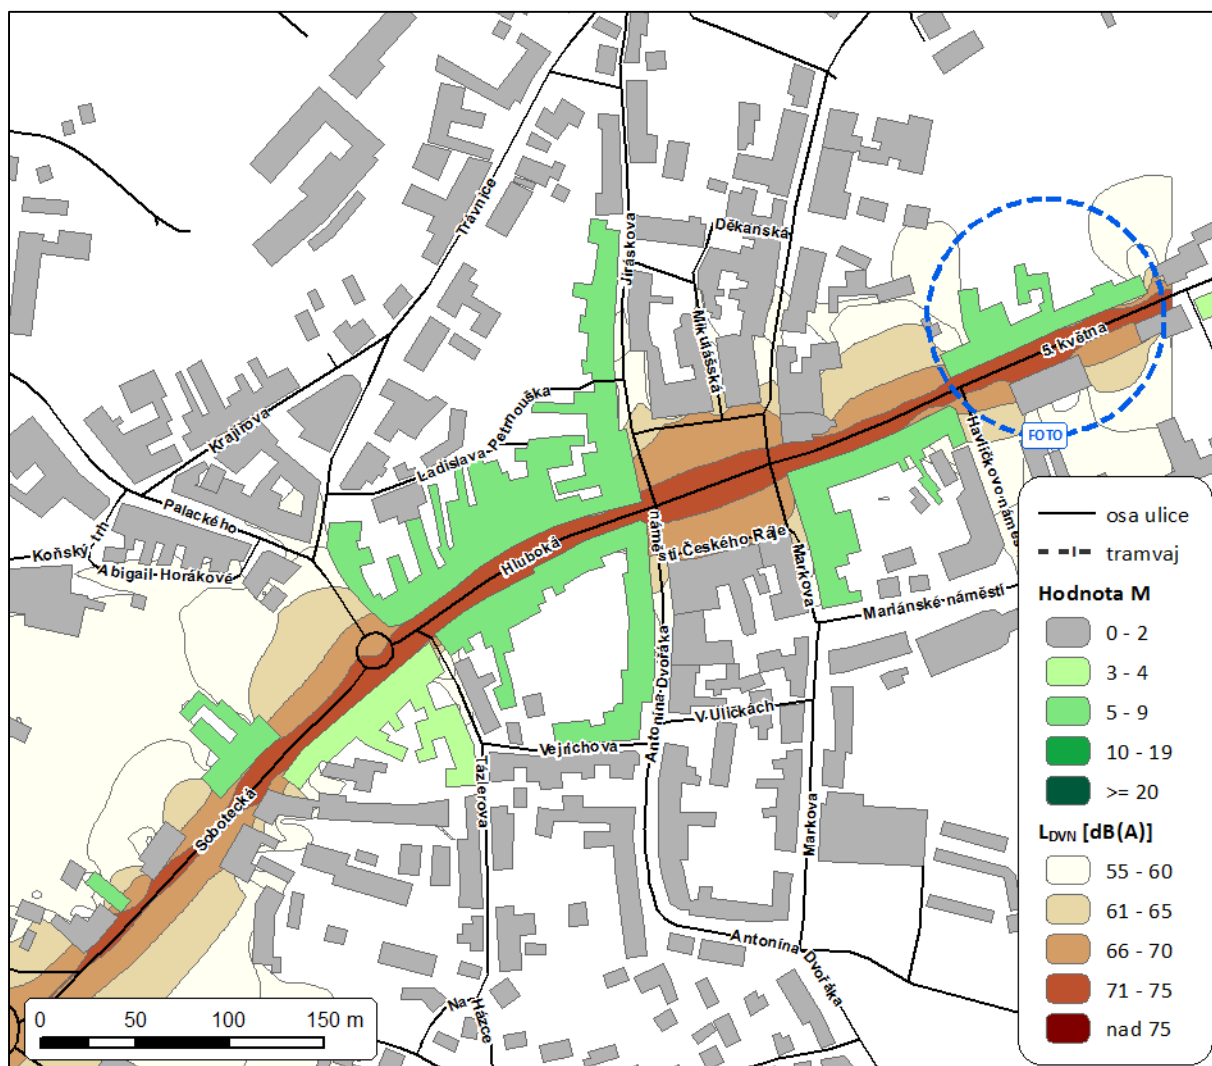 Děkanská
Trávnice
Jiráskova
Mikulášská
5. května
FOTO
Havlíčkovo náměstí
Ladislava Petrnouška
Krajířova
Palackého
Koňský trh
Abigail Horákové
Hluboká
náměstí Českého Ráje
Markova
Mariánské náměstí
Antonína Dvořáka
V Uličkách
Vejrichova
Tázlerova
Sobotecká
Markova
Antonína Dvořáka
Na Házce
0 50 100 150 m
osa ulice
tramvaj
Hodnota M
0 - 2
3 - 4
5 - 9
10 - 19
>= 20
LDVN [dB(A)]
55 - 60
61 - 65
66 - 70
71 - 75
nad 75